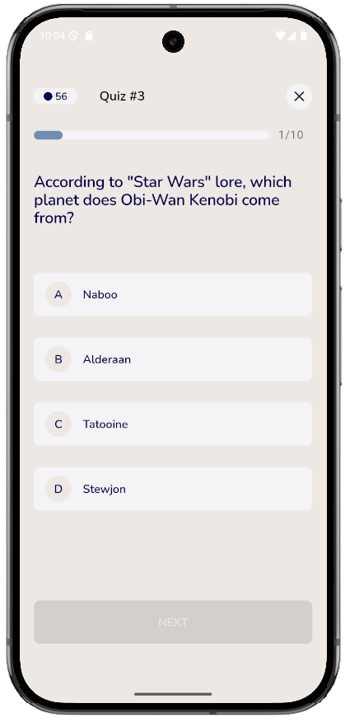 10:04
56
Quiz #3
1/10
According to "Star Wars" lore, which
planet does Obi-Wan Kenobi come
from?
A Naboo
B Alderaan
C Tatooine
D Stewjon
NEXT